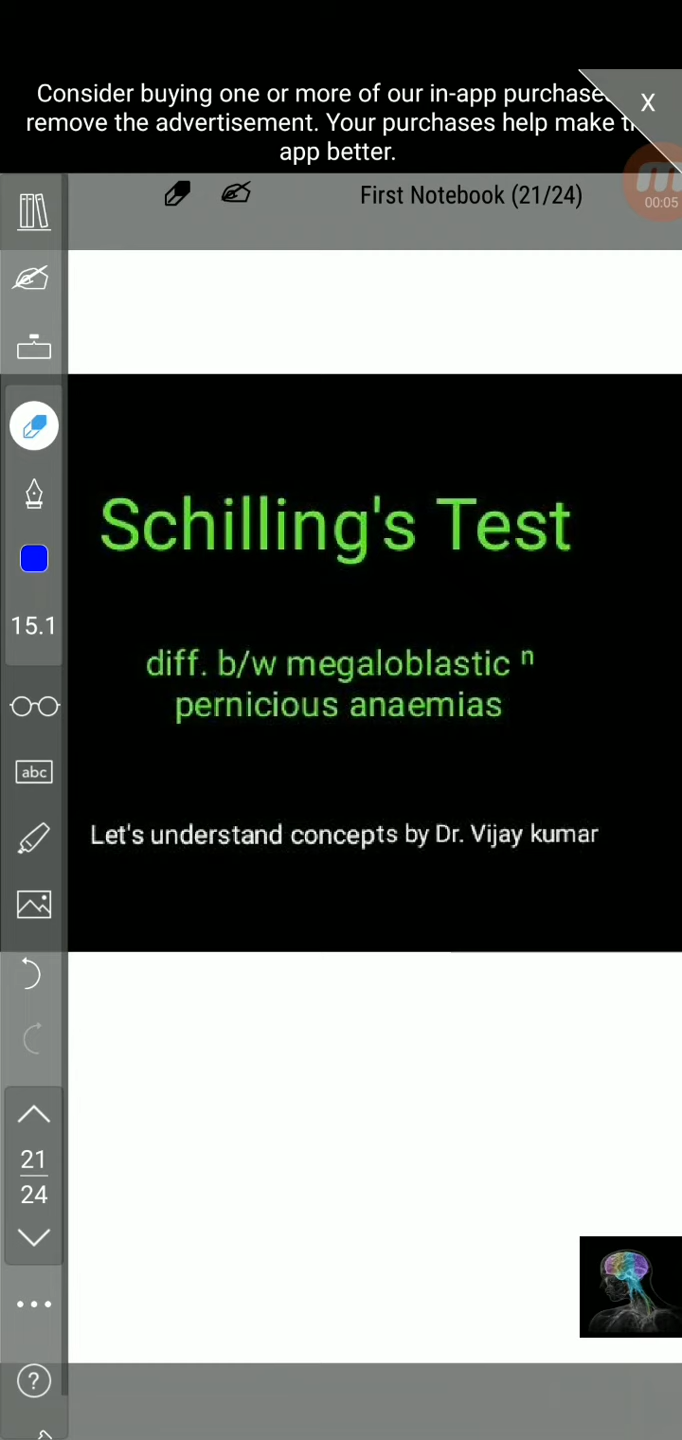 Consider buying one or more of our in-app
remove the advertisement. Your purchases help make
app better.
X
First Notebook (21/24)
00:05
15.1
abc
Schilling's Test
diff. b/w megaloblastic ⁿ
pernicious anaemias
Let's understand concepts by Dr. Vijay kumar
21
24
?